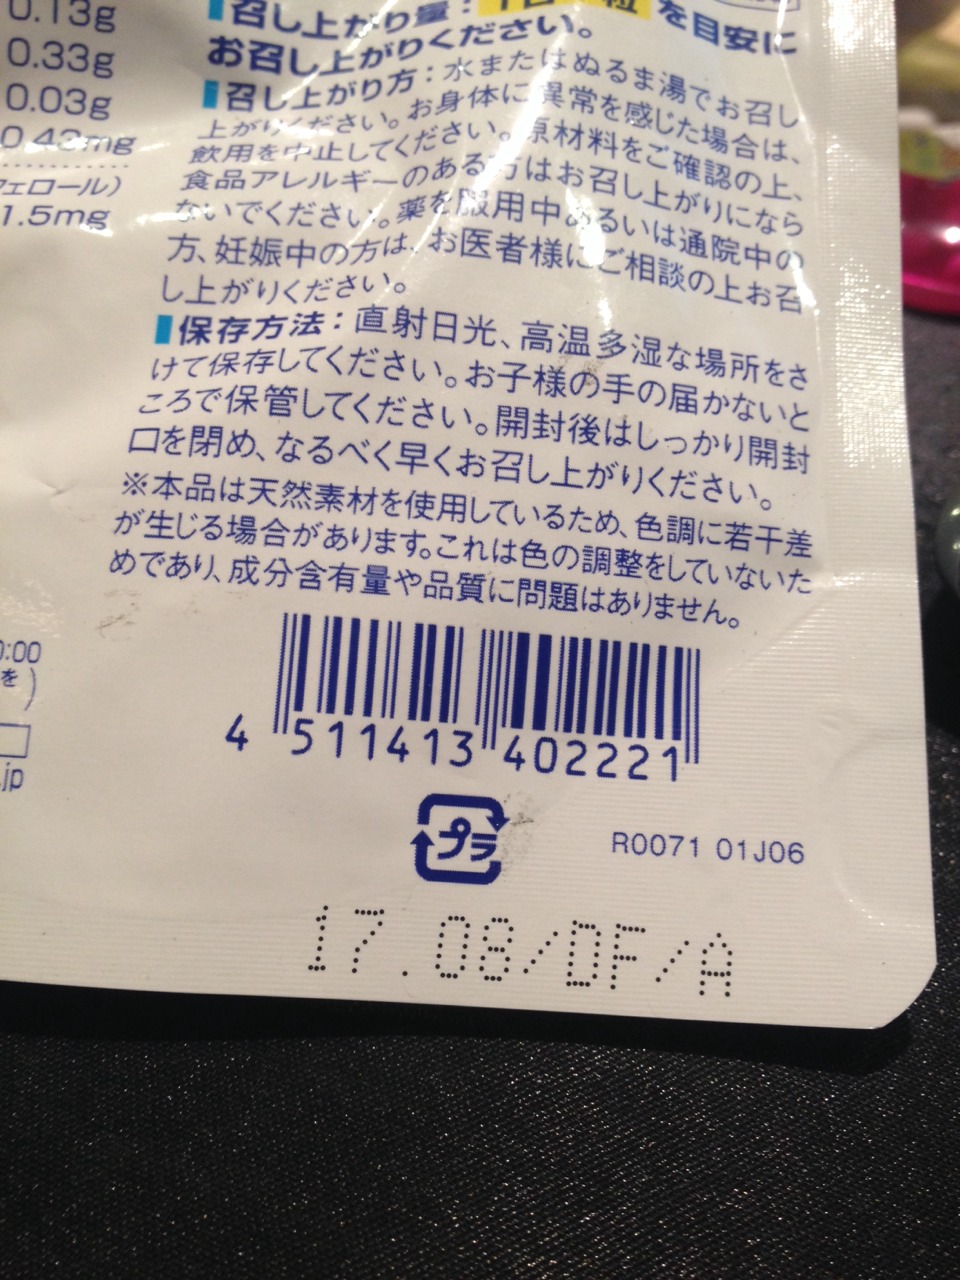 0.13g
0.33g
0.03g
0.42mg
フェロール）
1.5mg
召し上がり量：1日 粒を目安に
お召し上がりください。
召し上がり方：水またはぬるま湯でお召し
上がりください。お身体に異常を感じた場合は、
飲用を中止してください。原材料をご確認の上、
食品アレルギーのある方はお召し上がりになら
ないでください。薬を服用中あるいは通院中の
方、妊娠中の方は、お医者様にご相談の上お召
し上がりください。
保存方法：直射日光、高温多湿な場所をさ
けて保存してください。お子様の手の届かないと
ころで保管してください。開封後はしっかり開封
口を閉め、なるべく早くお召し上がりください。
※本品は天然素材を使用しているため、色調に若干差
が生じる場合があります。これは色の調整をしていないた
めであり、成分含有量や品質に問題はありません。
0:00
を）
.jp
4 511413 402221
プラ
R0071 01J06
17.08/DF/A